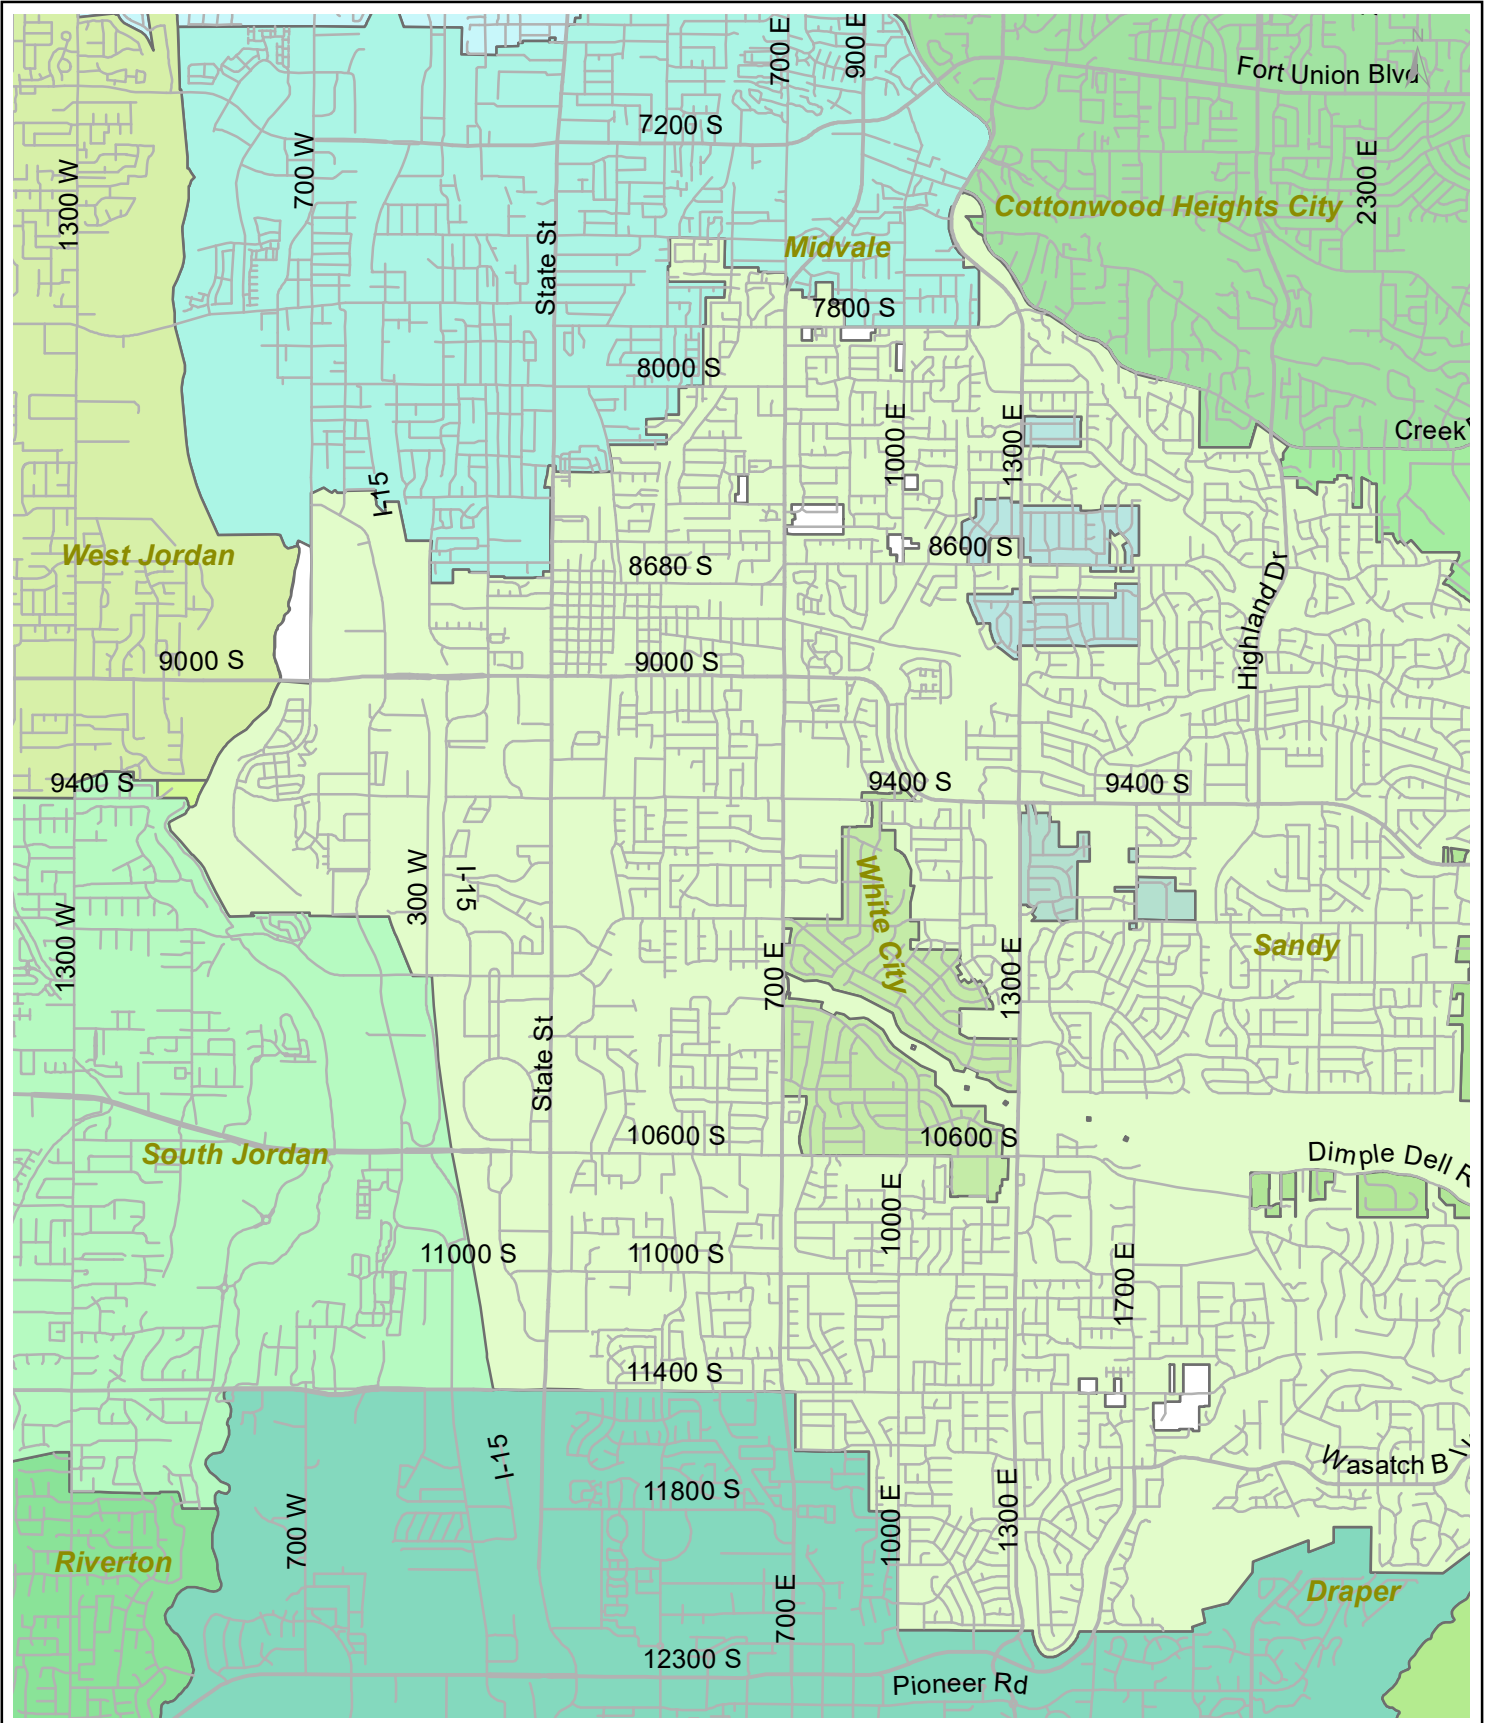 700 E
900 E
Fort Union Blvd
7200 S
700 W
1300 W
2300 E
Cottonwood Heights City
State St
Midvale
7800 S
8000 S
1000 E
1300 E
Creek
I-15
West Jordan
8680 S
8600 S
Highland Dr
9000 S
9000 S
9400 S
9400 S
9400 S
300 W
I-15
White City
1300 W
700 E
1300 E
Sandy
State St
10600 S
10600 S
South Jordan
Dimple Dell R
1000 E
11000 S
11000 S
1700 E
11400 S
I-15
Wasatch Blv
11800 S
700 W
1000 E
1300 E
Riverton
700 E
Draper
12300 S
Pioneer Rd